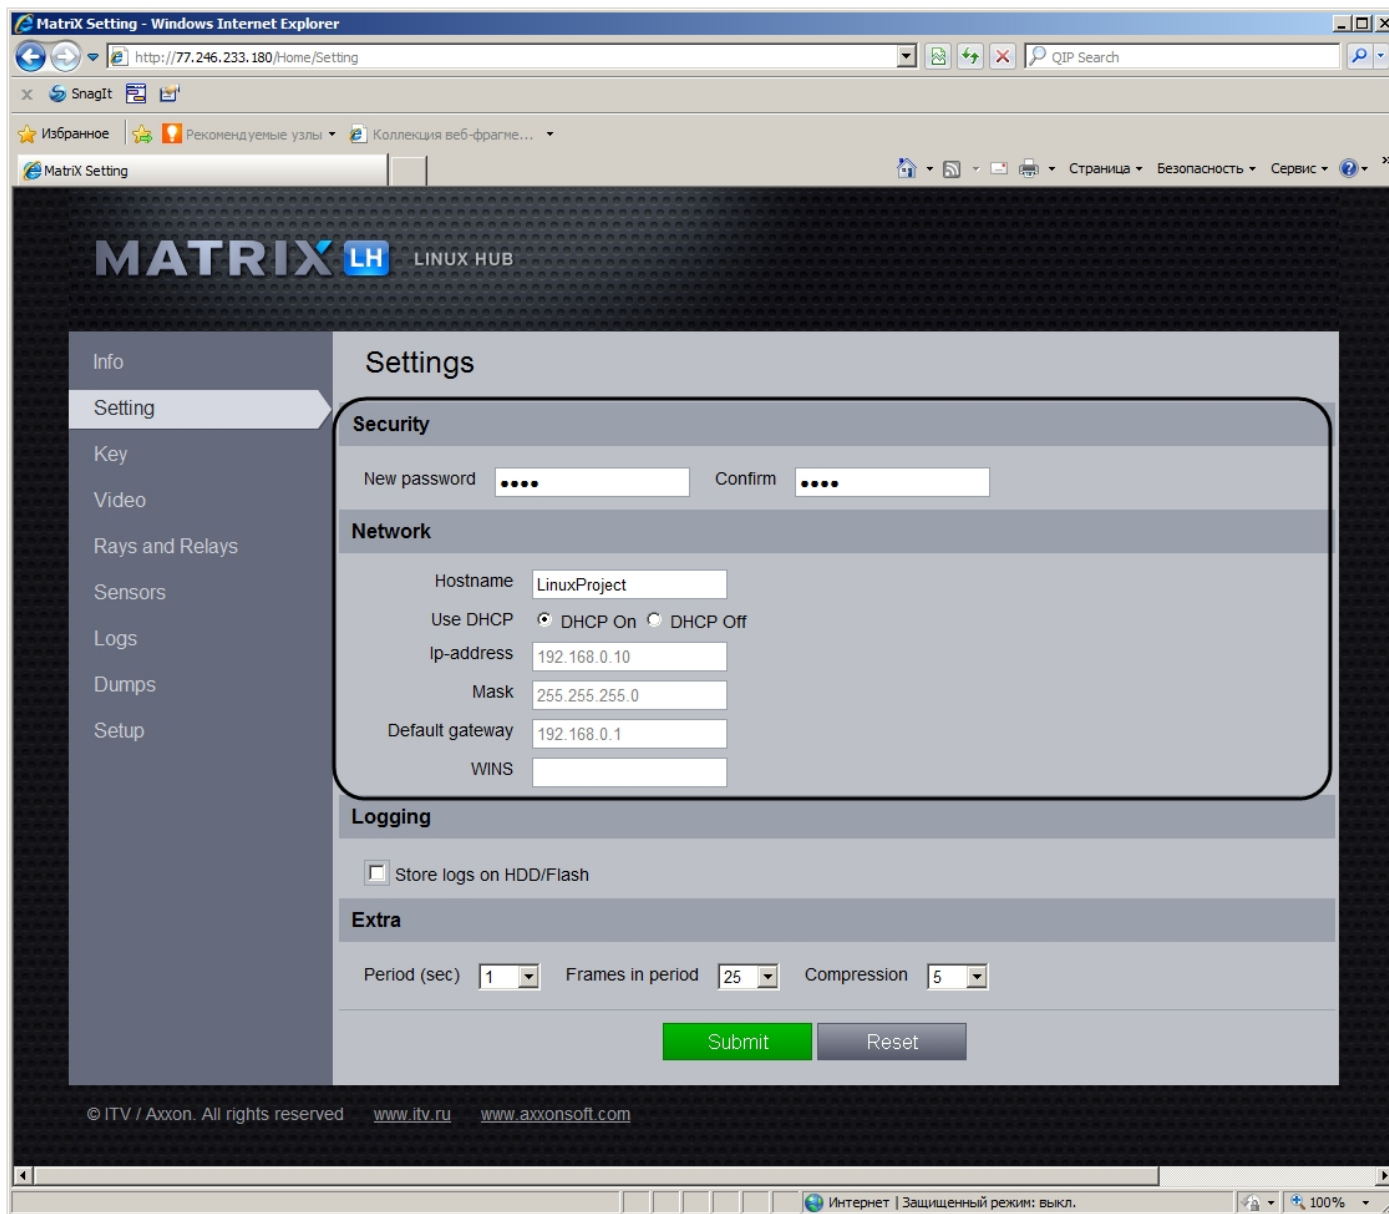 MatriX Setting - Windows Internet Explorer
http://77.246.233.180/Home/Setting
QIP Search
x SnagIt
Избранное Рекомендуемые узлы Коллекция веб-фрагме...
MatriX Setting
Страница Безопасность Сервис
MATRIX LH LINUX HUB
Info
Setting
Key
Video
Rays and Relays
Sensors
Logs
Dumps
Setup
Settings
Security
New password •••• Confirm ••••
Network
Hostname LinuxProject
Use DHCP DHCP On DHCP Off
Ip-address 192.168.0.10
Mask 255.255.255.0
Default gateway 192.168.0.1
WINS
Logging
Store logs on HDD/Flash
Extra
Period (sec) 1 Frames in period 25 Compression 5
Submit Reset
© ITV / Axxon. All rights reserved www.itv.ru www.axxonsoft.com
Интернет | Защищенный режим: выкл. 100%